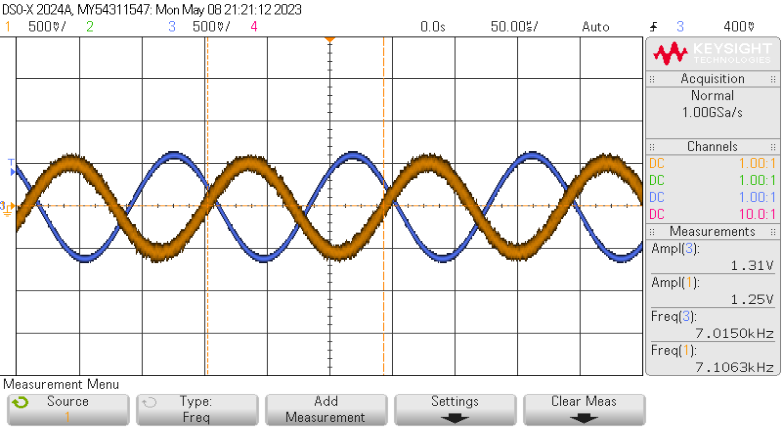 DSO-X 2024A, MY54311547: Mon May 08 21:21:12 2023
1 500mV/ 2 3 500mV/ 4 0.0s 50.00us/ Auto 3 400mV
KEYSIGHT
TECHNOLOGIES
Acquisition
Normal
1.00GSa/s
Channels
DC 1.00:1
DC 1.00:1
DC 1.00:1
DC 10.0:1
Measurements
Ampl(3):
1.31V
Ampl(1):
1.25V
Freq(3):
7.0150kHz
Freq(1):
7.1063kHz
T
3
Measurement Menu
Source
1
Type:
Freq
Add
Measurement
Settings
Clear Meas